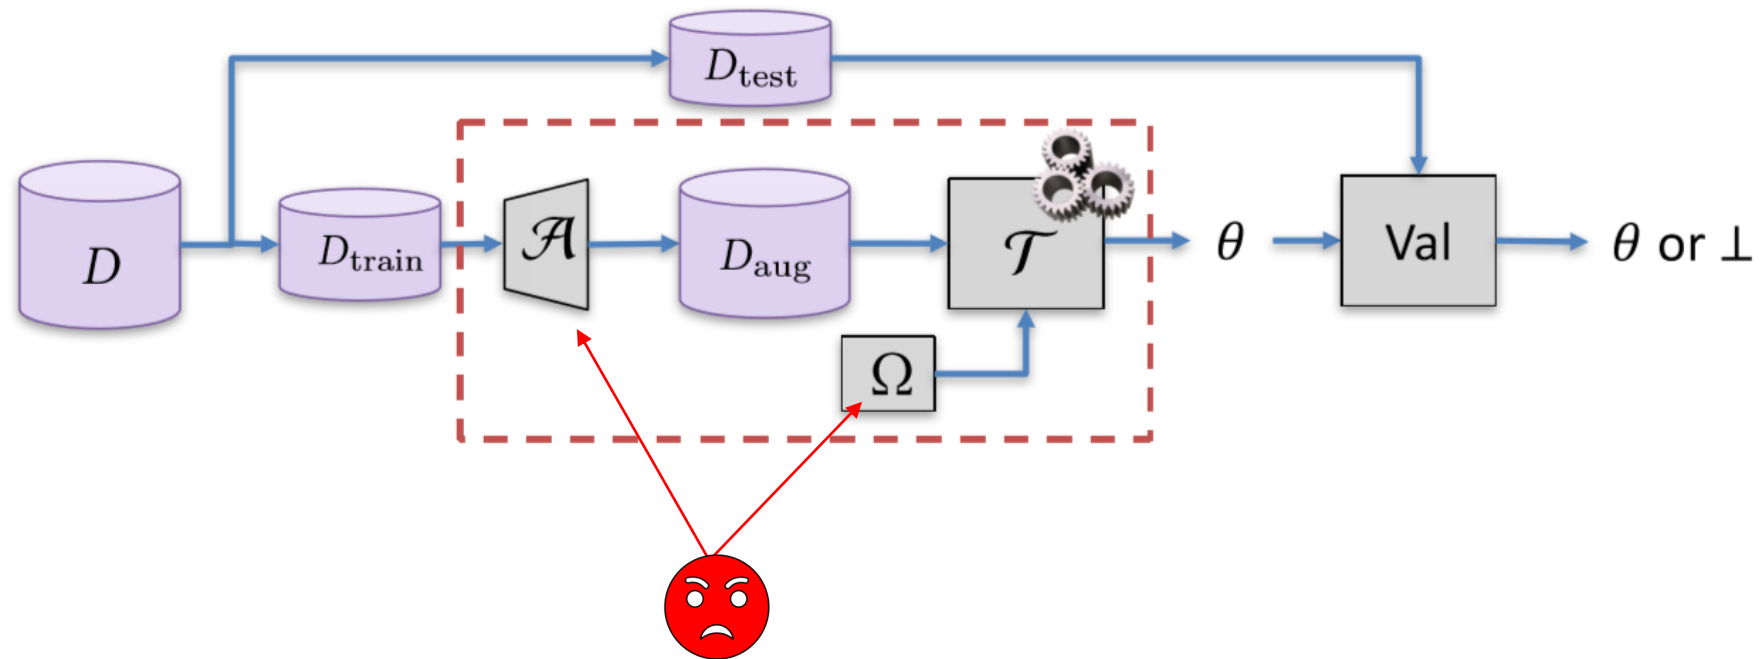 D_test
D
D_train
𝒜
D_aug
𝒯
θ
Val
θ or ⊥
Ω